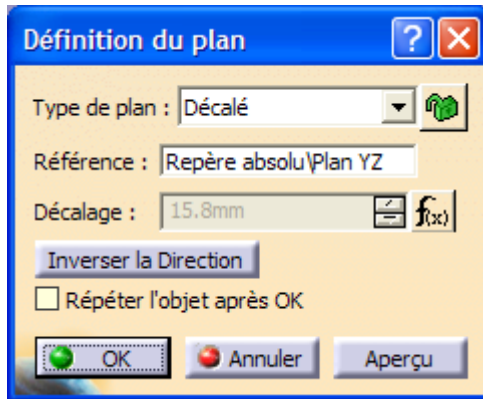 Définition du plan
Type de plan : Décalé
Référence : Repère absolu\Plan YZ
Décalage : 15.8mm f(x)
Inverser la Direction
Répéter l'objet après OK
OK Annuler Aperçu